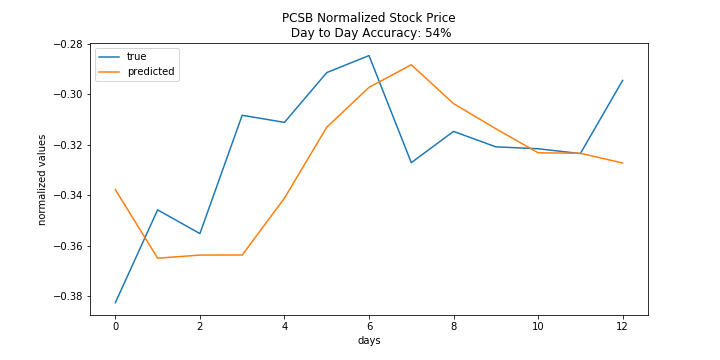 PCSB Normalized Stock Price
Day to Day Accuracy: 54%
−0.28
−0.30
−0.32
−0.34
−0.36
−0.38
normalized values
true
predicted
0
2
4
6
8
10
12
days